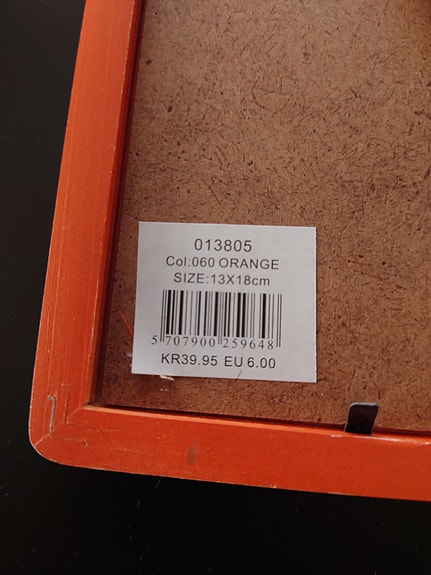 013805
Col:060 ORANGE
SIZE:13X18cm
5 707900 259648
KR39.95 EU 6.00